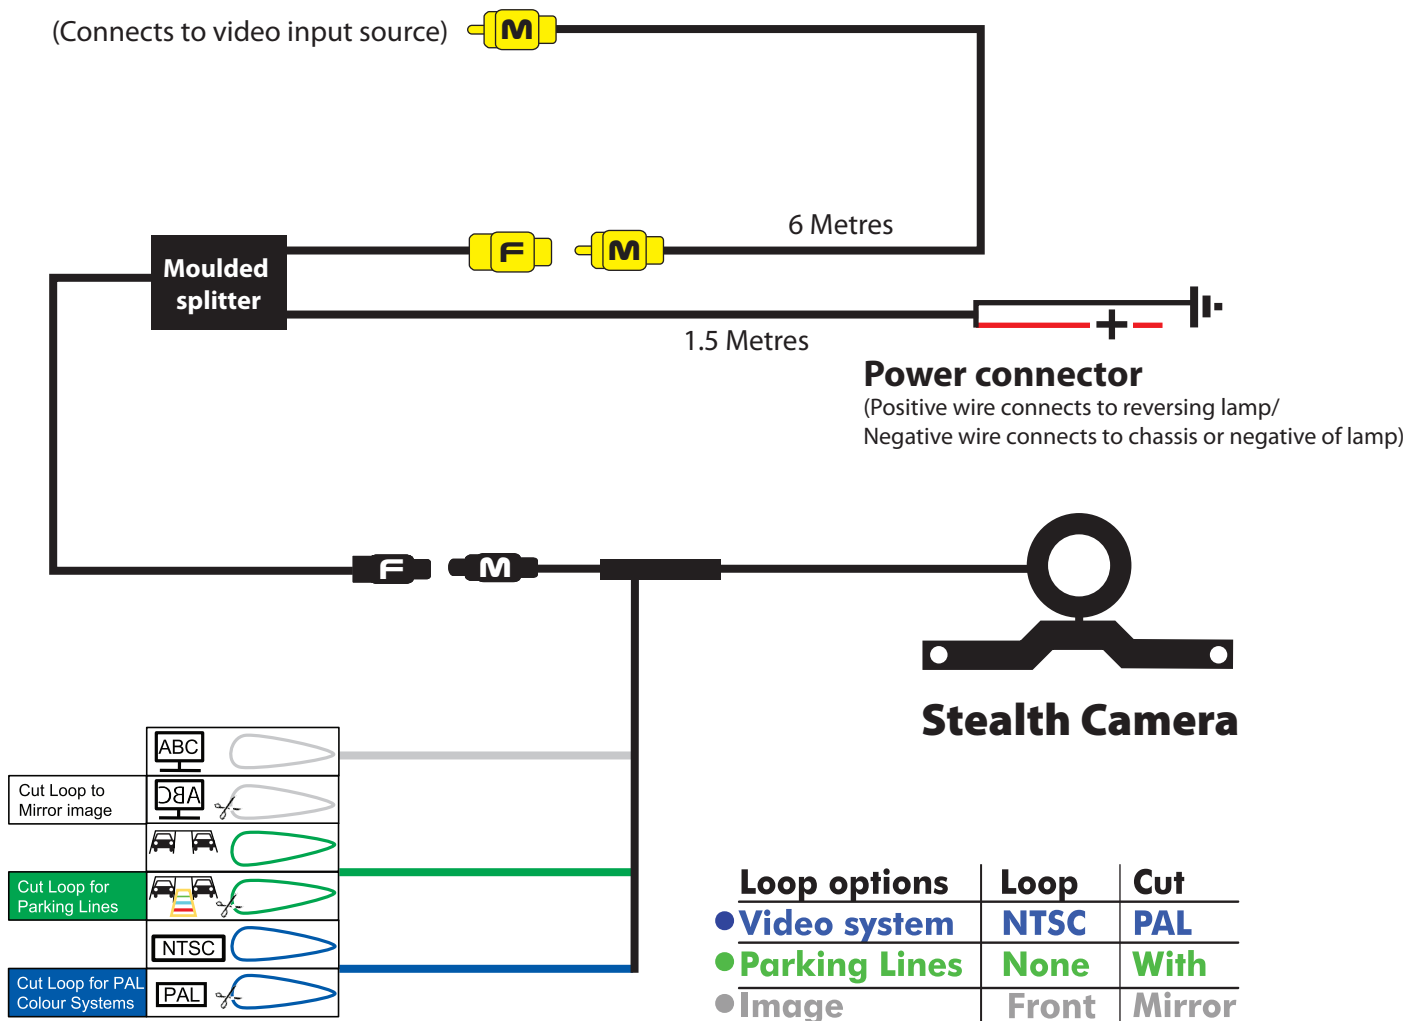 (Connects to video input source)
M
6 Metres
F
M
Moulded
splitter
1.5 Metres
Power connector
(Positive wire connects to reversing lamp/
Negative wire connects to chassis or negative of lamp)
F
M
Stealth Camera
ABC
Cut Loop to
Mirror image
ABC
Cut Loop for
Parking Lines
NTSC
Cut Loop for PAL
Colour Systems
PAL
Loop options Loop Cut
Video system NTSC PAL
Parking Lines None With
Image Front Mirror